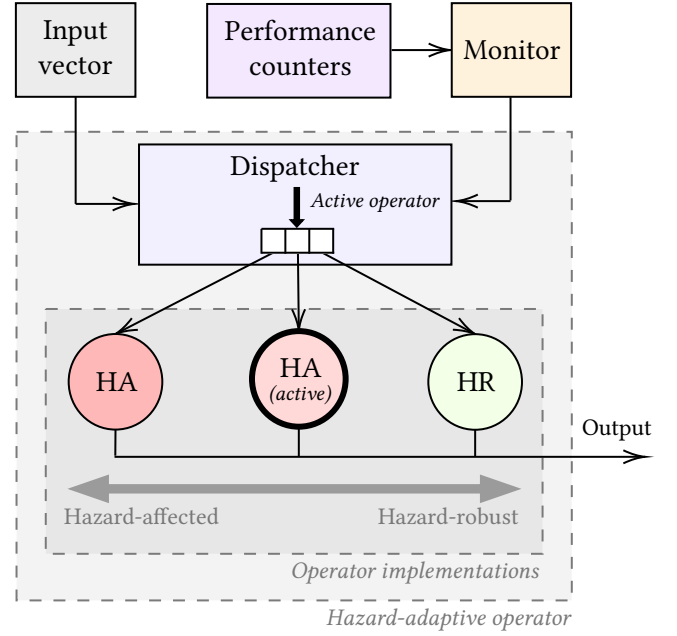 Input
vector
Performance
counters
Monitor
Dispatcher
Active operator
HA
HA
(active)
HR
Output
Hazard-affected
Hazard-robust
Operator implementations
Hazard-adaptive operator